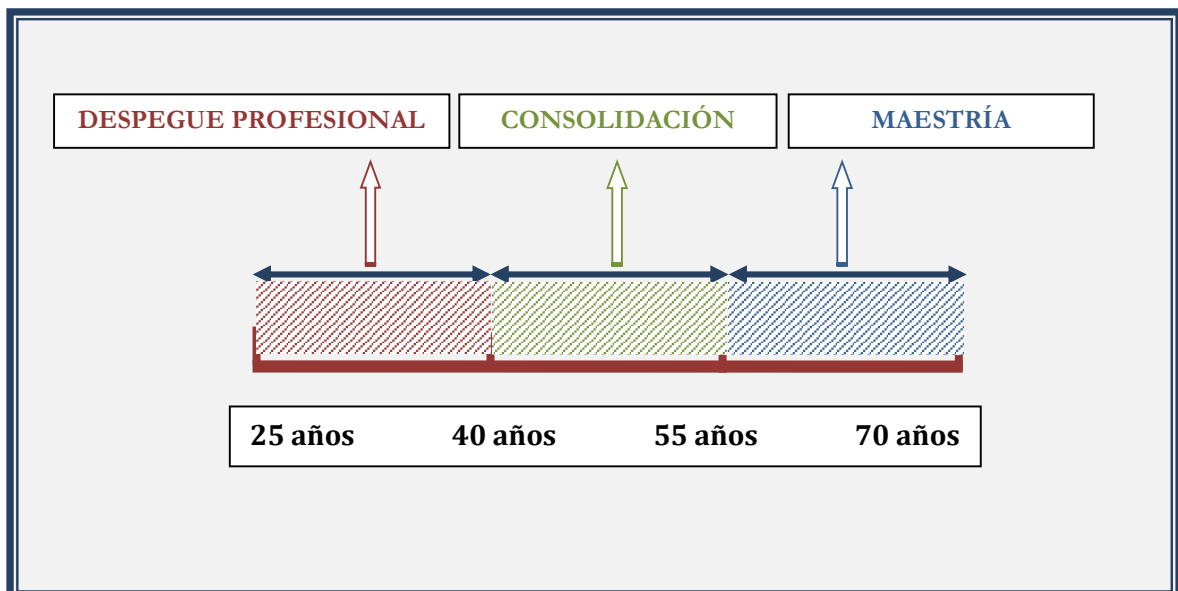 DESPEGUE PROFESIONAL CONSOLIDACIÓN MAESTRÍA
25 años 40 años 55 años 70 años